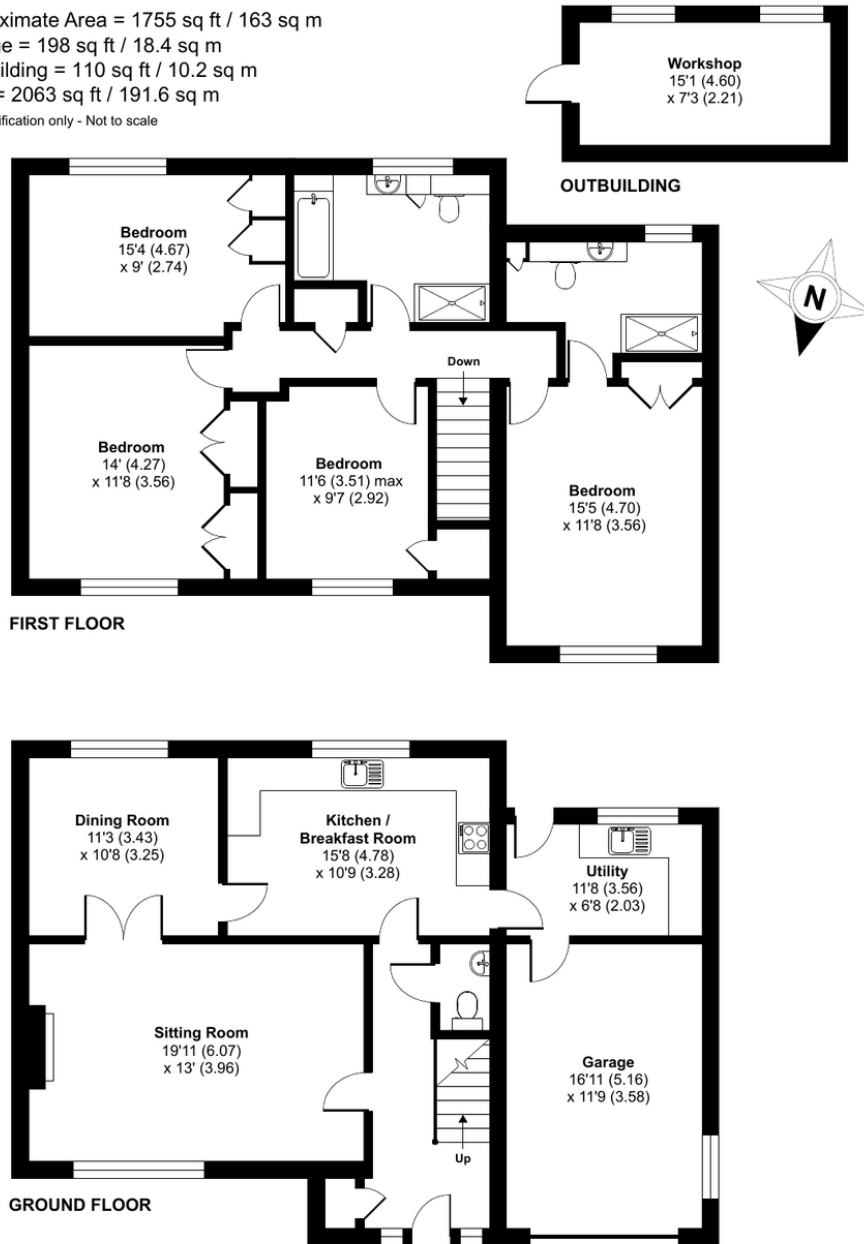 ximate Area = 1755 sq ft / 163 sq m
e = 198 sq ft / 18.4 sq m
ilding = 110 sq ft / 10.2 sq m
= 2063 sq ft / 191.6 sq m
ification only - Not to scale
Workshop
15'1 (4.60)
x 7'3 (2.21)
OUTBUILDING
Bedroom
15'4 (4.67)
x 9' (2.74)
N
Down
Bedroom
14' (4.27)
x 11'8 (3.56)
Bedroom
11'6 (3.51) max
x 9'7 (2.92)
Bedroom
15'5 (4.70)
x 11'8 (3.56)
FIRST FLOOR
Dining Room
11'3 (3.43)
x 10'8 (3.25)
Kitchen /
Breakfast Room
15'8 (4.78)
x 10'9 (3.28)
Utility
11'8 (3.56)
x 6'8 (2.03)
Sitting Room
19'11 (6.07)
x 13' (3.96)
Garage
16'11 (5.16)
x 11'9 (3.58)
Up
GROUND FLOOR